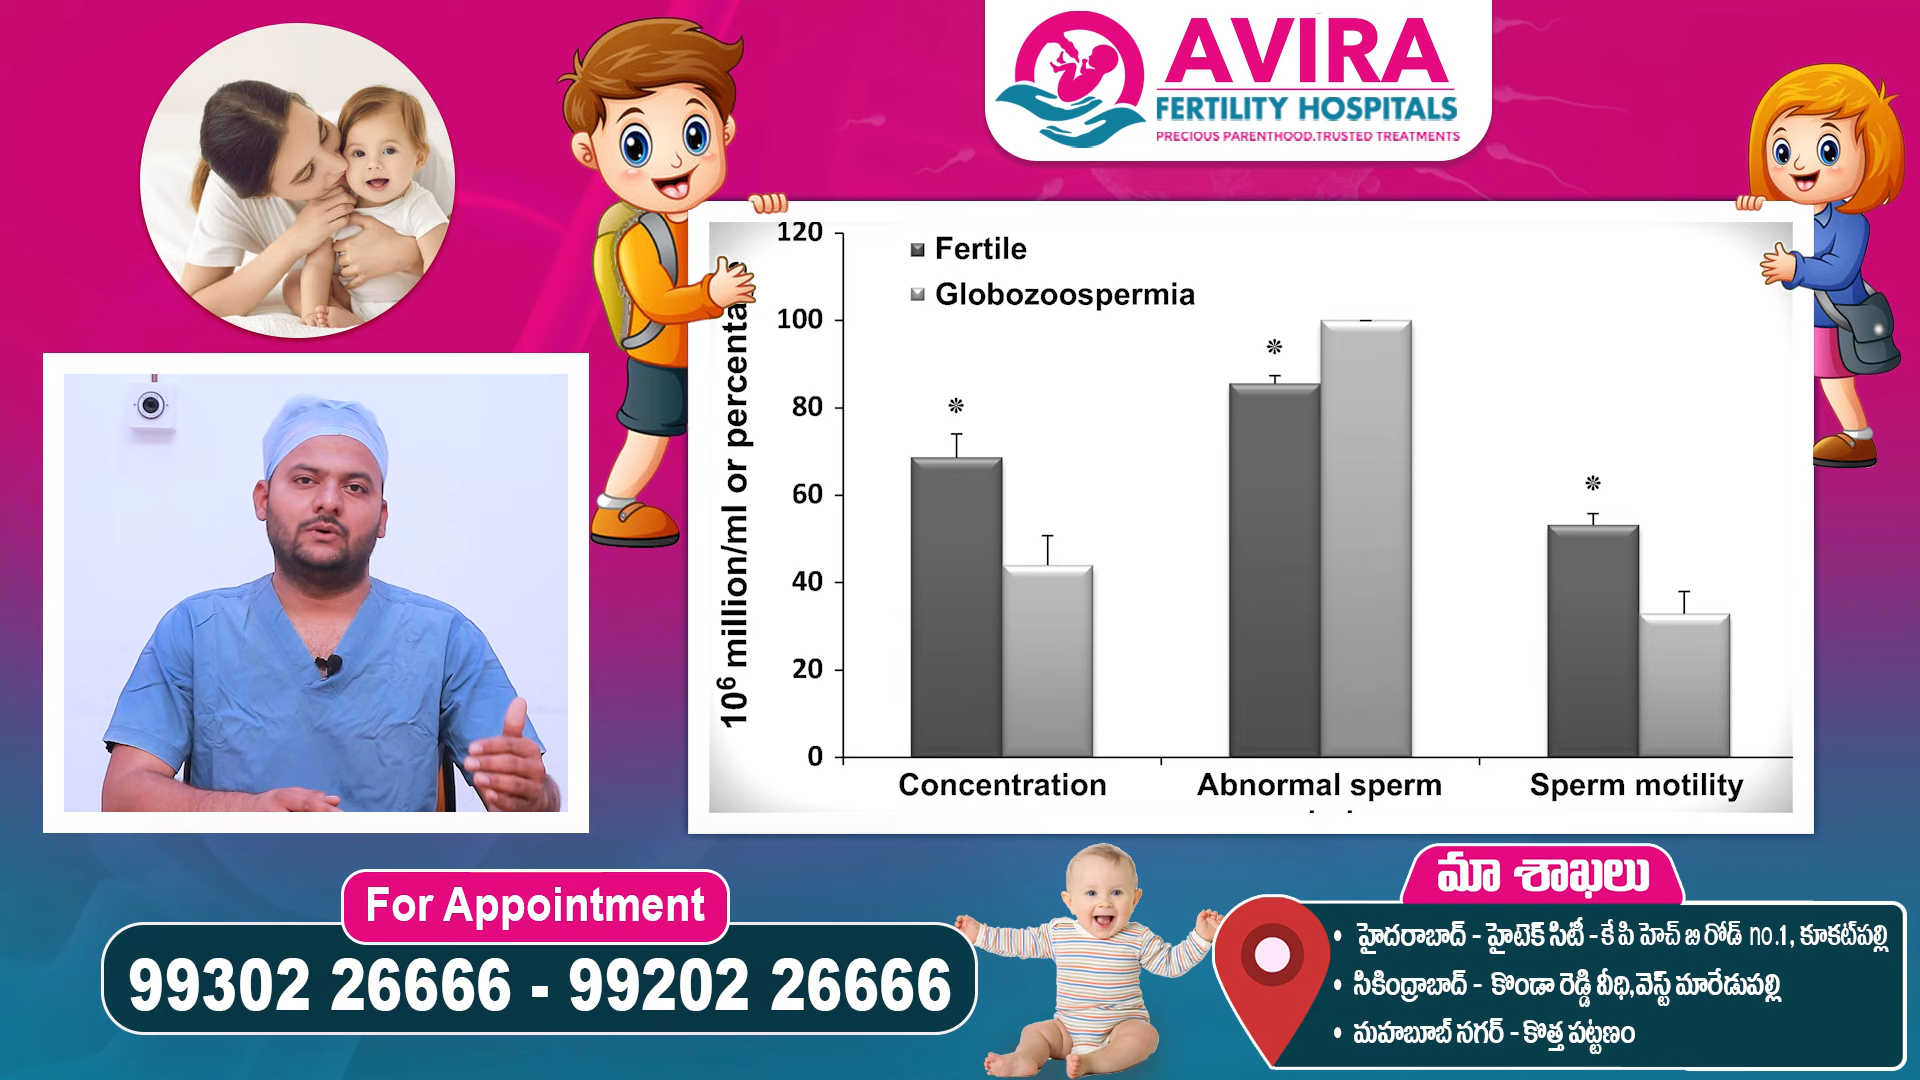 AVIRA
FERTILITY HOSPITALS
PRECIOUS PARENTHOOD.TRUSTED TREATMENTS
Fertile
Globozoospermia
120
100
80
60
40
20
0
10⁶ million/ml or
*
*
*
Concentration
Abnormal sperm
Sperm motility
For Appointment
99302 26666 - 99202 26666
మా శాఖలు
• హైదరాబాద్ - హైటెక్ సిటీ - కే పి హెచ్ బి రోడ్ no.1, కూకట్‌పల్లి
• సికింద్రాబాద్ - కొండా రెడ్డి వీధి,వెస్ట్ మారేడుపల్లి
• మహబూబ్ నగర్ - కొత్త పట్టణం